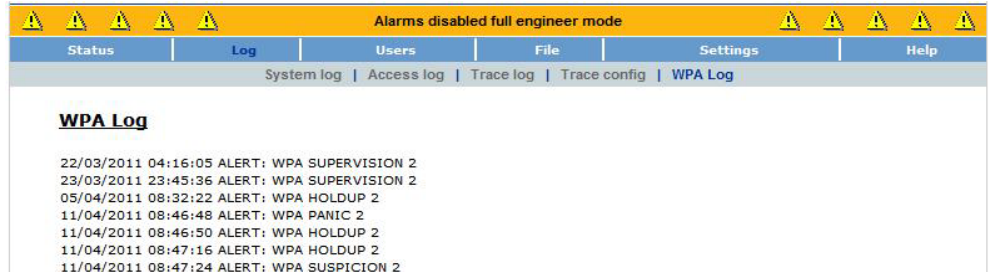 Alarms disabled full engineer mode
Status Log Users File Settings Help
System log | Access log | Trace log | Trace config | WPA Log
WPA Log
22/03/2011 04:16:05 ALERT: WPA SUPERVISION 2
23/03/2011 23:45:36 ALERT: WPA SUPERVISION 2
05/04/2011 08:32:22 ALERT: WPA HOLDUP 2
11/04/2011 08:46:48 ALERT: WPA PANIC 2
11/04/2011 08:46:50 ALERT: WPA HOLDUP 2
11/04/2011 08:47:16 ALERT: WPA HOLDUP 2
11/04/2011 08:47:24 ALERT: WPA SUSPICION 2